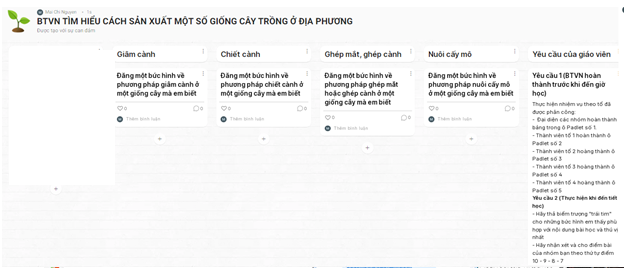 Mai Chi Nguyen
BTVN TÌM HIỂU CÁCH SẢN XUẤT MỘT SỐ GIỐNG CÂY TRỒNG Ở ĐỊA PHƯƠNG
Được tạo với sự can đảm
Giâm cành
Đăng một bức hình về
phương pháp giâm cành ở
một giống cây mà em biết
0
0
M
Thêm bình luận
+
Chiết cành
Đăng một bức hình về
phương pháp chiết cành ở
một giống cây mà em biết
0
0
M
Thêm bình luận
+
Ghép mắt, ghép cành
Đăng một bức hình về
phương pháp ghép mắt
hoặc ghép cành ở một
giống cây mà em biết
0
0
M
Thêm bình luận
+
Nuôi cấy mô
Đăng một bức hình về
phương pháp nuôi cấy mô
ở một giống cây mà em biết
0
0
M
Thêm bình luận
+
Yêu cầu của giáo viên
Yêu cầu 1 (BTVN hoàn
thành trước khi đến giờ
học)
Thực hiện nhiệm vụ theo tổ đã
được phân công:
- Đại diện các nhóm hoàn thành
bảng trong ở Padlet số 1.
- Thành viên tổ 1 hoàn thành ở
Padlet số 2
- Thành viên tổ 2 hoàng thành ở
Padlet số 3
- Thành viên tổ 3 hoàng thành ở
Padlet số 4
- Thành viên tổ 4 hoàng thành ở
Padlet số 5
Yêu cầu 2 (Thực hiện khi đến tiết
học)
- Hãy thả biểm trượng "trái tim"
cho những bức hình em thấy phù
hợp với nội dung bài học và thú vị
nhất
- Hãy nhận xét và cho điểm bài
của nhóm bạn theo thứ tự điểm
10 - 9 - 8 - 7
+